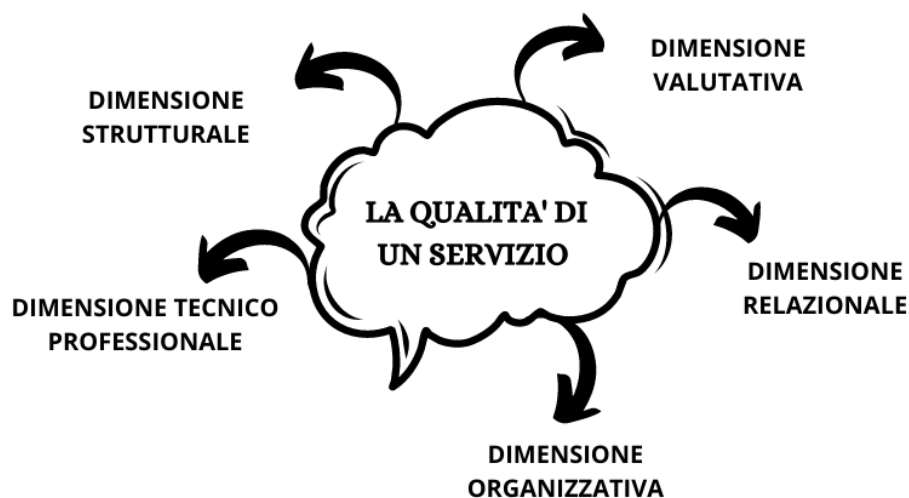 DIMENSIONE
VALUTATIVA
DIMENSIONE
STRUTTURALE
LA QUALITA' DI
UN SERVIZIO
DIMENSIONE
RELAZIONALE
DIMENSIONE TECNICO
PROFESSIONALE
DIMENSIONE
ORGANIZZATIVA